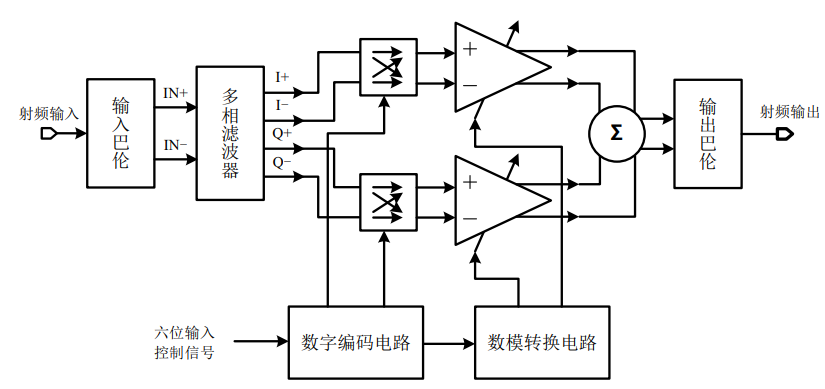 射频输入
输入巴伦
IN+
IN−
多相滤波器
I+
I−
Q+
Q−
+
−
+
−
Σ
输出巴伦
射频输出
六位输入
控制信号
数字编码电路
数模转换电路